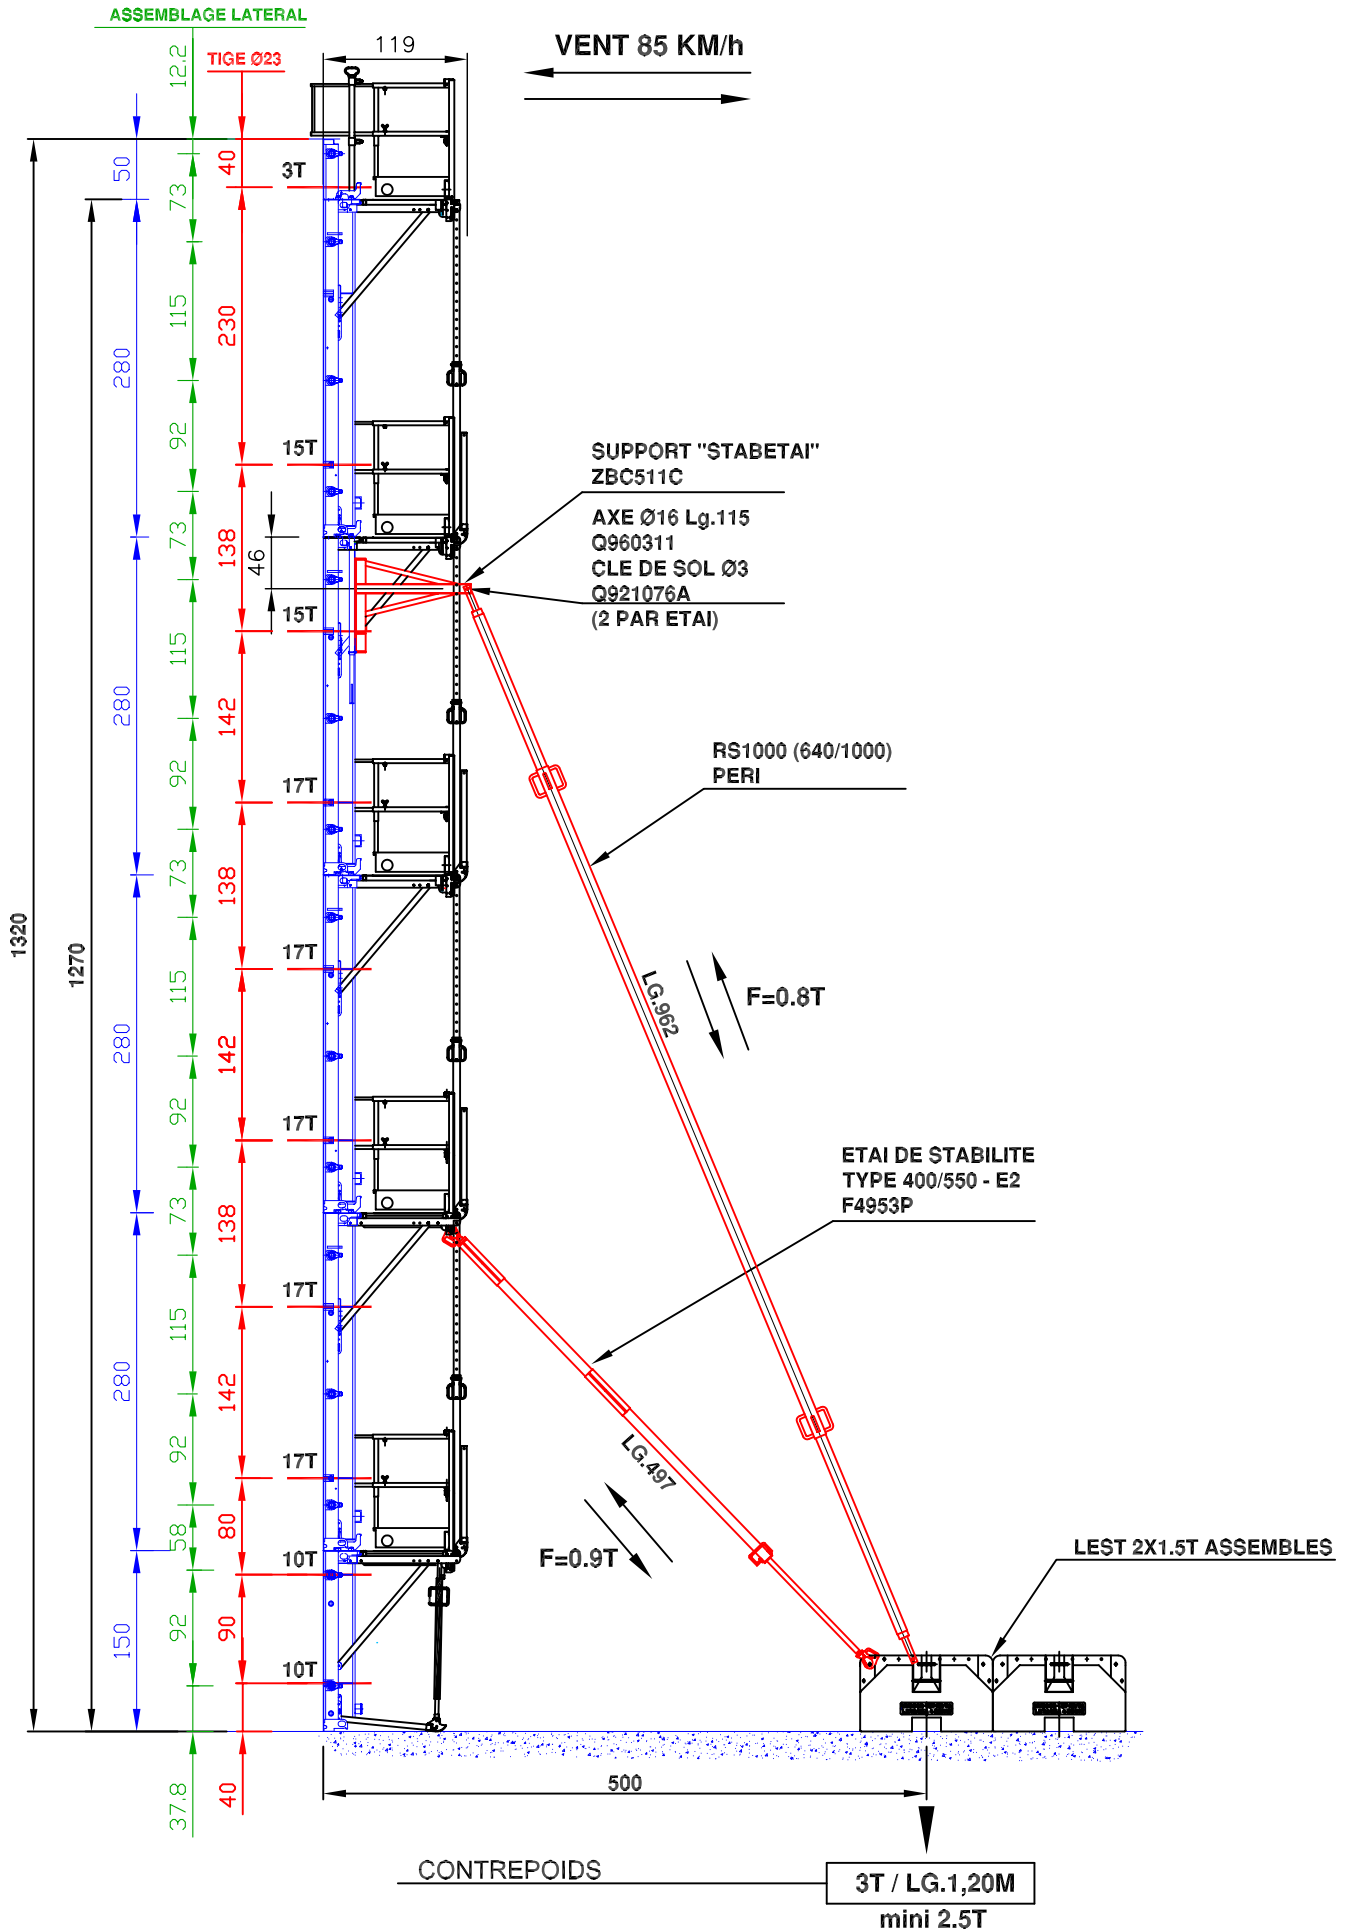 ASSEMBLAGE LATERAL
TIGE Ø23
119
VENT 85 KM/h
12.2
50
73
40
3T
115
230
280
92
15T
SUPPORT "STABETAI"
ZBC511C
AXE Ø16 Lg.115
Q960311
CLE DE SOL Ø3
Q921076A
(2 PAR ETAI)
73
138
46
15T
115
280
142
RS1000 (640/1000)
PERI
92
17T
73
138
1320
1270
17T
LG.962
F=0.8T
115
280
142
92
17T
ETAI DE STABILITE
TYPE 400/550 - E2
F4953P
73
138
17T
115
280
142
92
17T
LG.497
58
80
F=0.9T
10T
LEST 2X1.5T ASSEMBLES
92
90
150
10T
37.8
40
500
CONTREPOIDS
3T / LG.1,20M
mini 2.5T